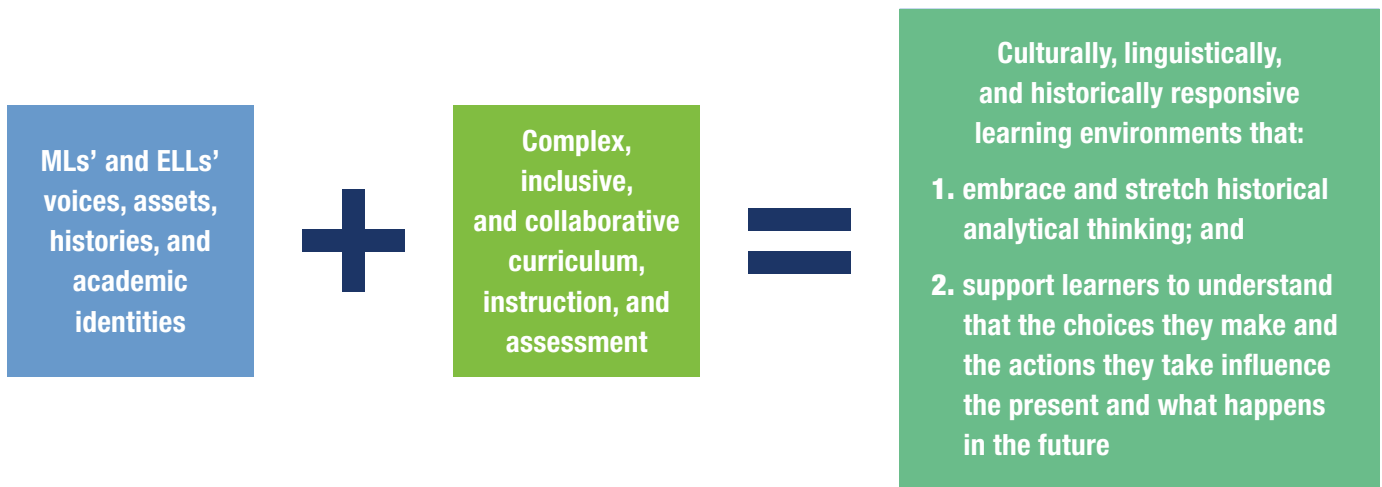 MLs’ and ELLs’
voices, assets,
histories, and
academic
identities
Complex,
inclusive,
and collaborative
curriculum,
instruction, and
assessment
Culturally, linguistically,
and historically responsive
learning environments that:
1. embrace and stretch historical
analytical thinking; and
2. support learners to understand
that the choices they make and
the actions they take influence
the present and what happens
in the future